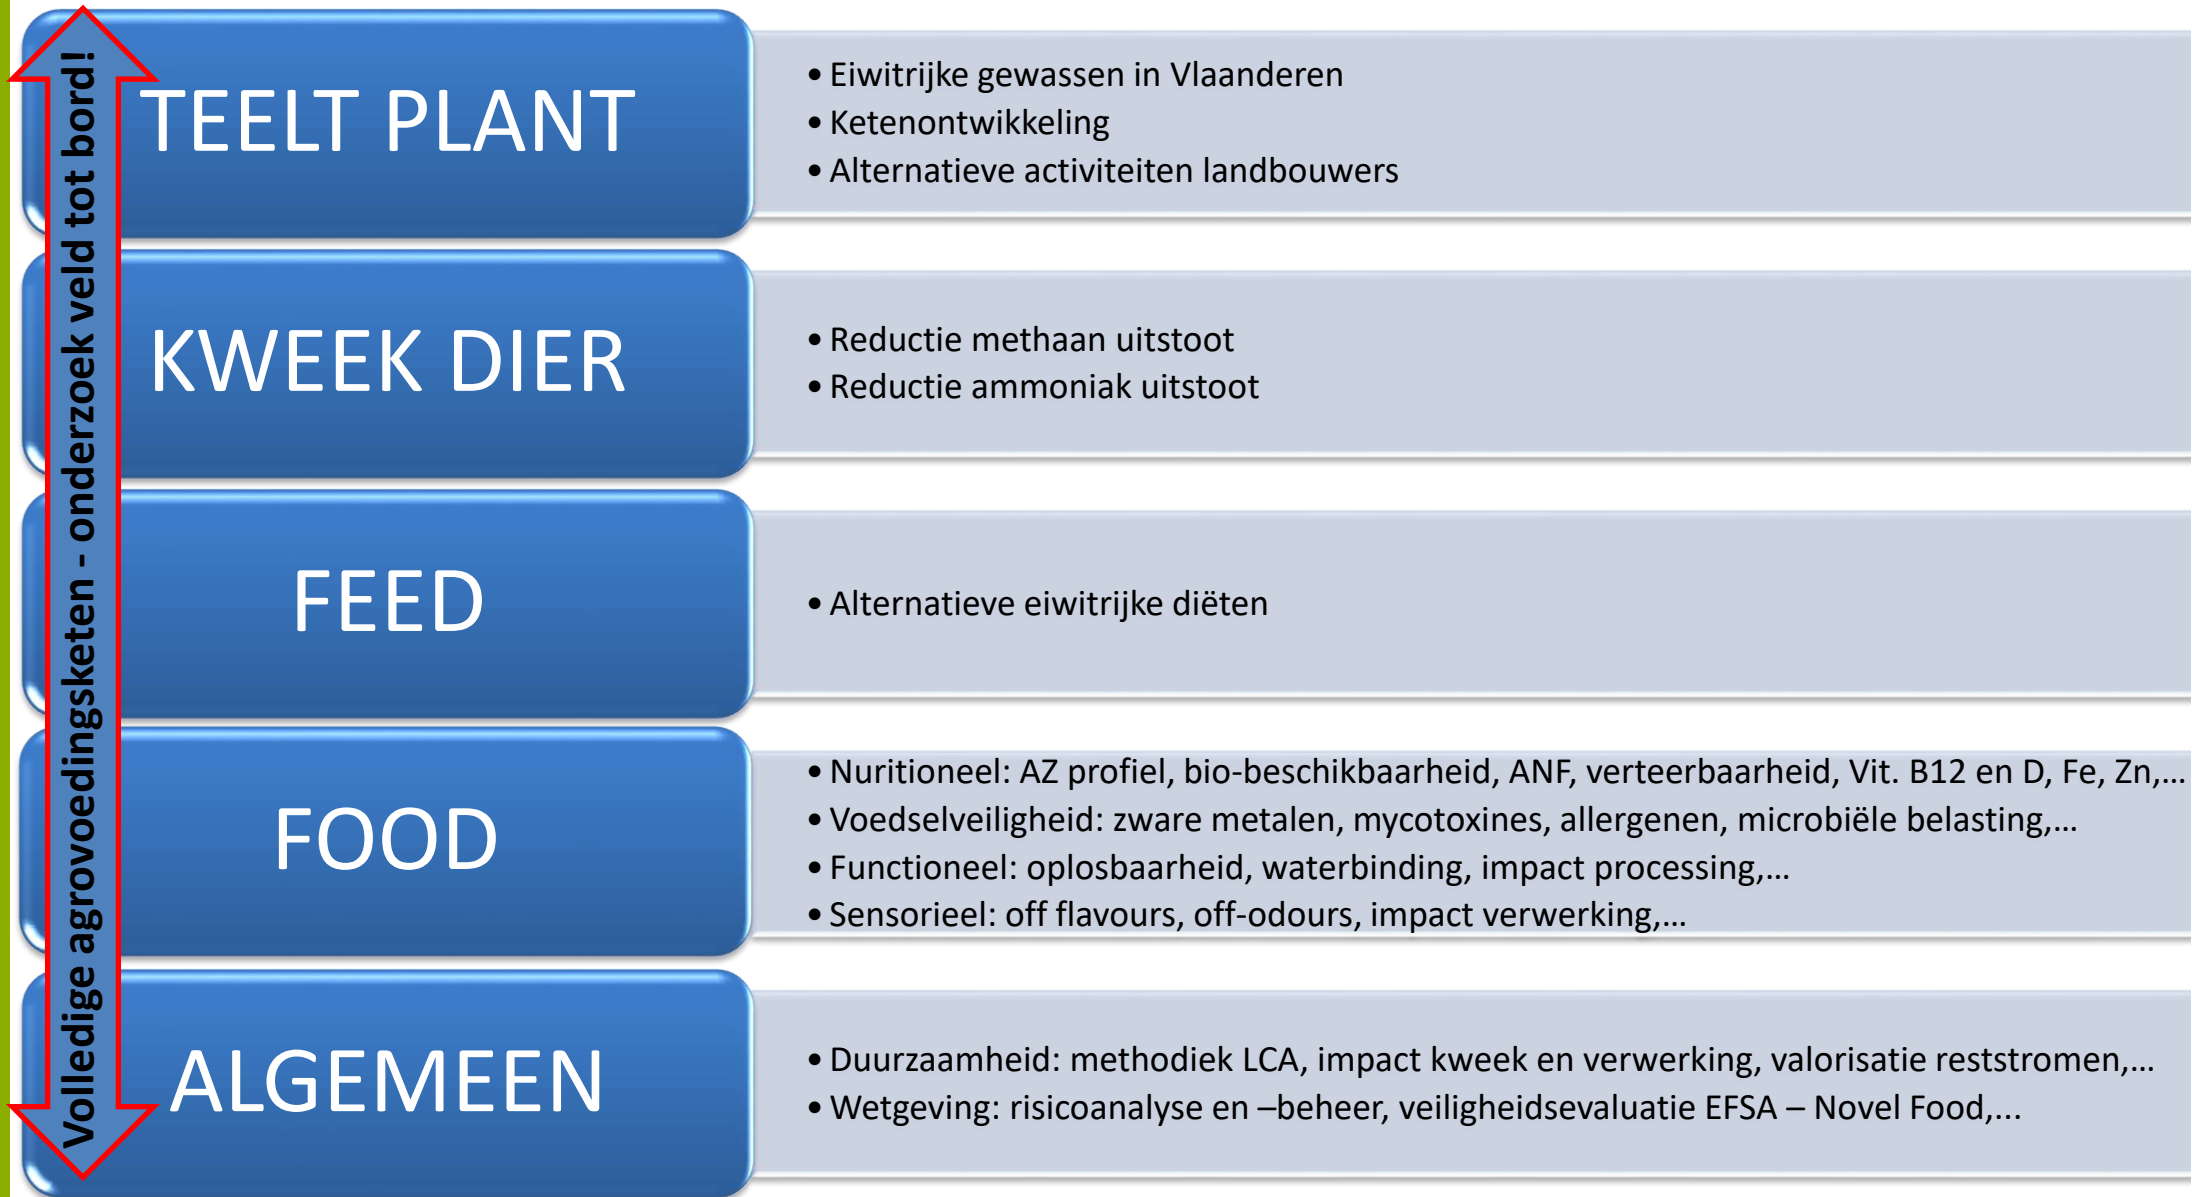 Volledige agrovoedingsketen - onderzoek veld tot bord!
TEELT PLANT
• Eiwitrijke gewassen in Vlaanderen
• Ketenontwikkeling
• Alternatieve activiteiten landbouwers
KWEEK DIER
• Reductie methaan uitstoot
• Reductie ammoniak uitstoot
FEED
• Alternatieve eiwitrijke diëten
FOOD
• Nuritioneel: AZ profiel, bio-beschikbaarheid, ANF, verteerbaarheid, Vit. B12 en D, Fe, Zn,...
• Voedselveiligheid: zware metalen, mycotoxines, allergenen, microbiële belasting,...
• Functioneel: oplosbaarheid, waterbinding, impact processing,...
• Sensorieel: off flavours, off-odours, impact verwerking,...
ALGEMEEN
• Duurzaamheid: methodiek LCA, impact kweek en verwerking, valorisatie reststromen,...
• Wetgeving: risicoanalyse en –beheer, veiligheidsevaluatie EFSA – Novel Food,...